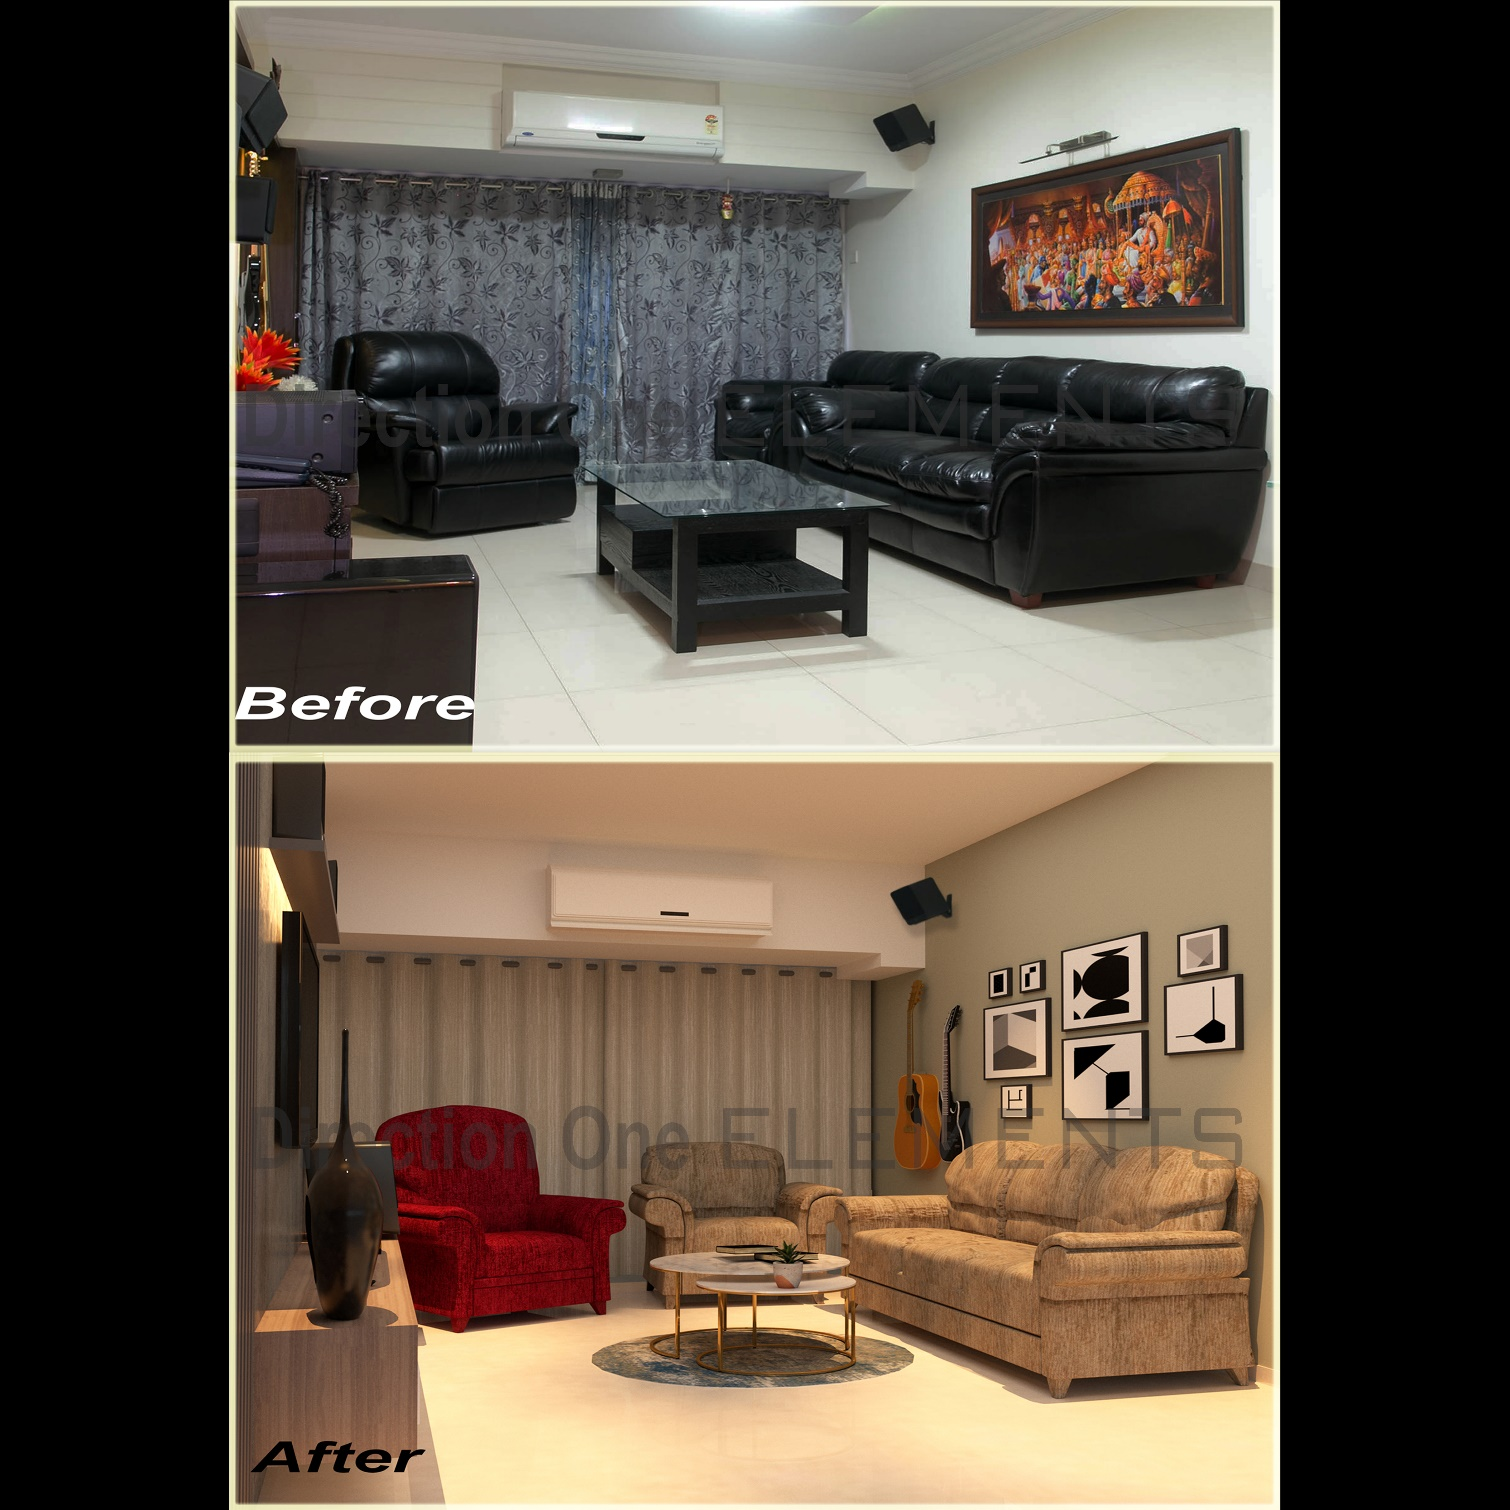 Direction One ELEMENTS
Before
Direction One ELEMENTS
After